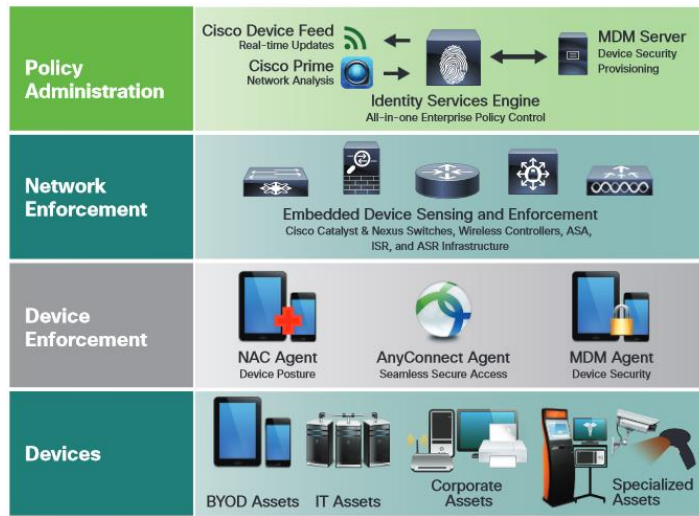 Policy
Administration
Cisco Device Feed
Real-time Updates
Cisco Prime
Network Analysis
Identity Services Engine
All-in-one Enterprise Policy Control
MDM Server
Device Security
Provisioning
Network
Enforcement
Embedded Device Sensing and Enforcement
Cisco Catalyst & Nexus Switches, Wireless Controllers, ASA,
ISR, and ASR Infrastructure
Device
Enforcement
NAC Agent
Device Posture
AnyConnect Agent
Seamless Secure Access
MDM Agent
Device Security
Devices
BYOD Assets
IT Assets
Corporate
Assets
Specialized
Assets